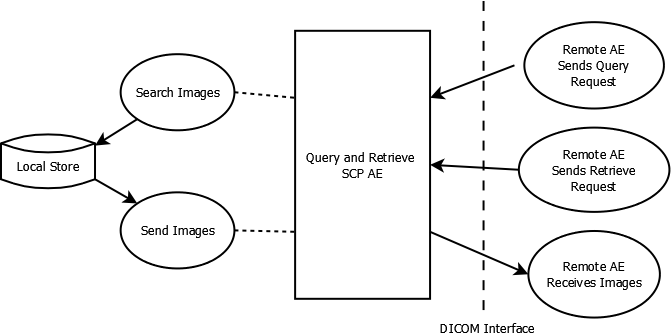 Search Images
Local Store
Send Images
Query and Retrieve
SCP AE
Remote AE
Sends Query
Request
Remote AE
Sends Retrieve
Request
Remote AE
Receives Images
DICOM Interface